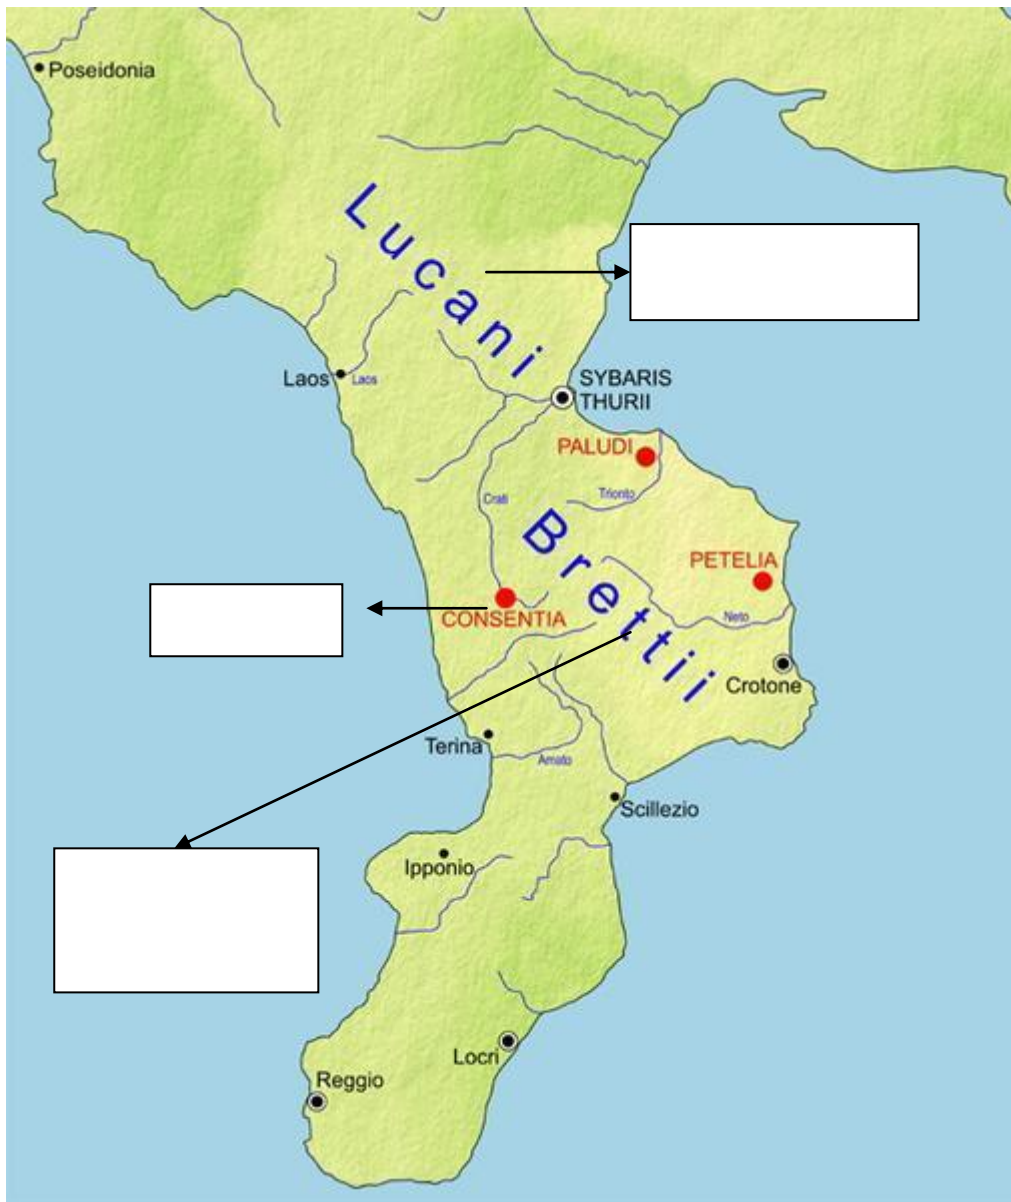 Poseidonia
Lucani
Laos
Laos
SYBARIS
THURII
PALUDI
Crati
Trionto
Brettii
PETELIA
CONSENTIA
Neto
Crotone
Terina
Amato
Scillezio
Ipponio
Locri
Reggio